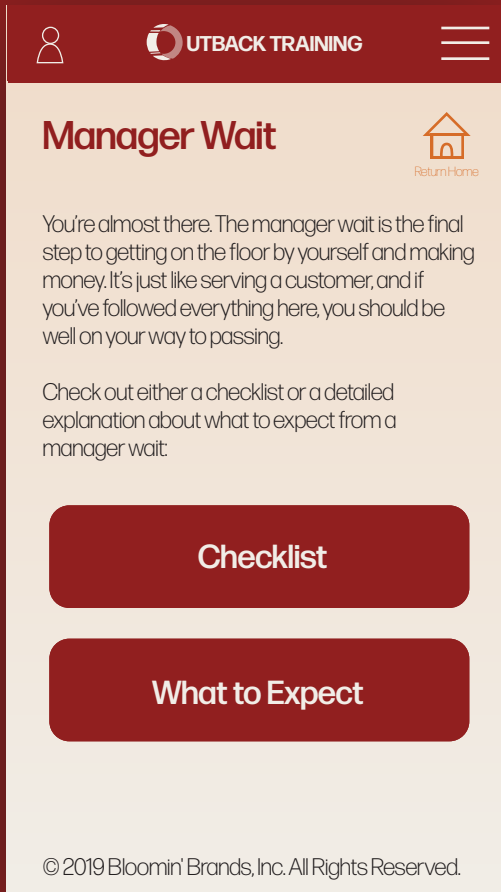 OUTBACK TRAINING
Manager Wait
Return Home
You're almost there. The manager wait is the final
step to getting on the floor by yourself and making
money. It's just like serving a customer, and if
you've followed everything here, you should be
well on your way to passing.
Check out either a checklist or a detailed
explanation about what to expect from a
manager wait:
Checklist
What to Expect
© 2019 Bloomin' Brands, Inc. All Rights Reserved.